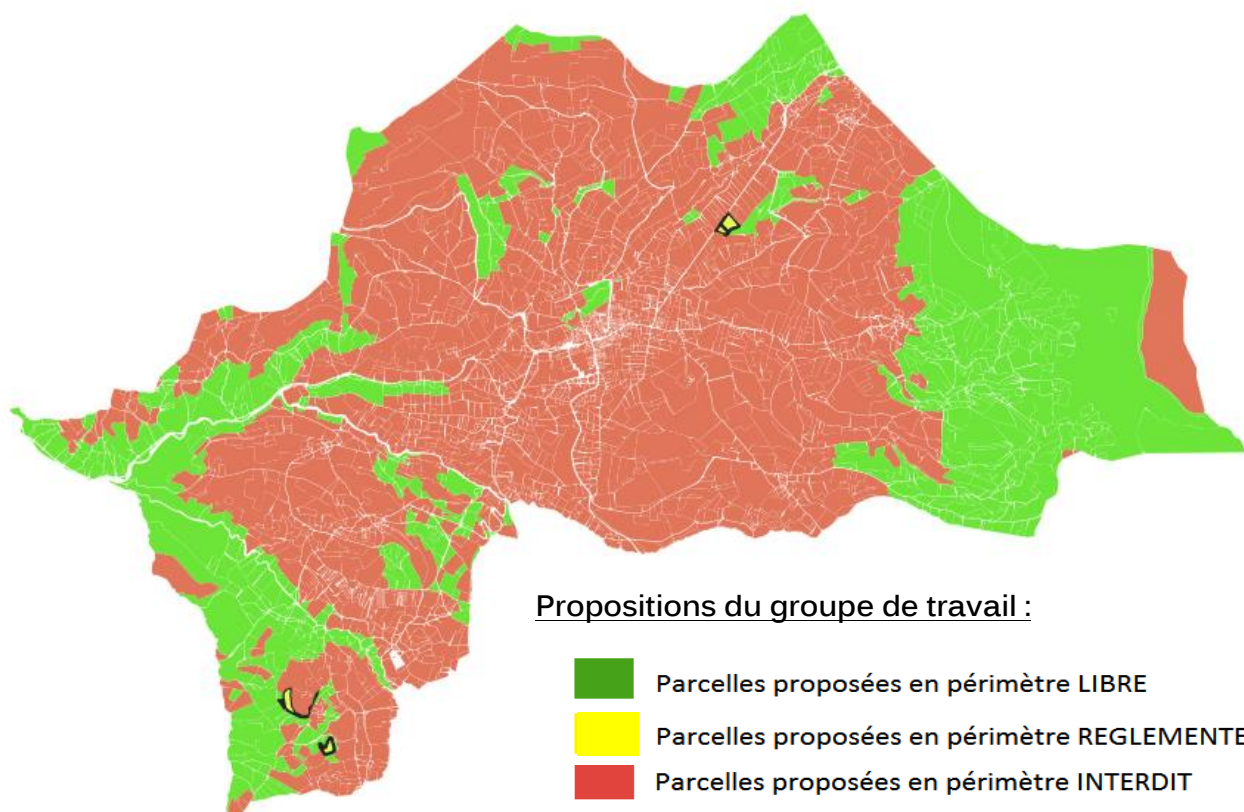 Propositions du groupe de travail :
Parcelles proposées en périmètre LIBRE
Parcelles proposées en périmètre REGLEMENTE
Parcelles proposées en périmètre INTERDIT